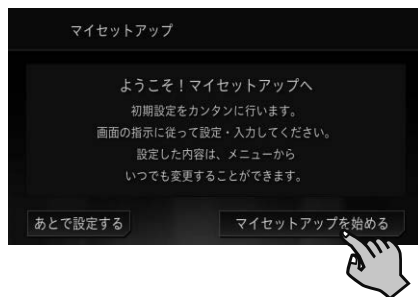 マイセットアップ
ようこそ！マイセットアップへ
初期設定をカンタンに行います。
画面の指示に従って設定・入力してください。
設定した内容は、メニューから
いつでも変更することができます。
あとで設定する
マイセットアップを始める